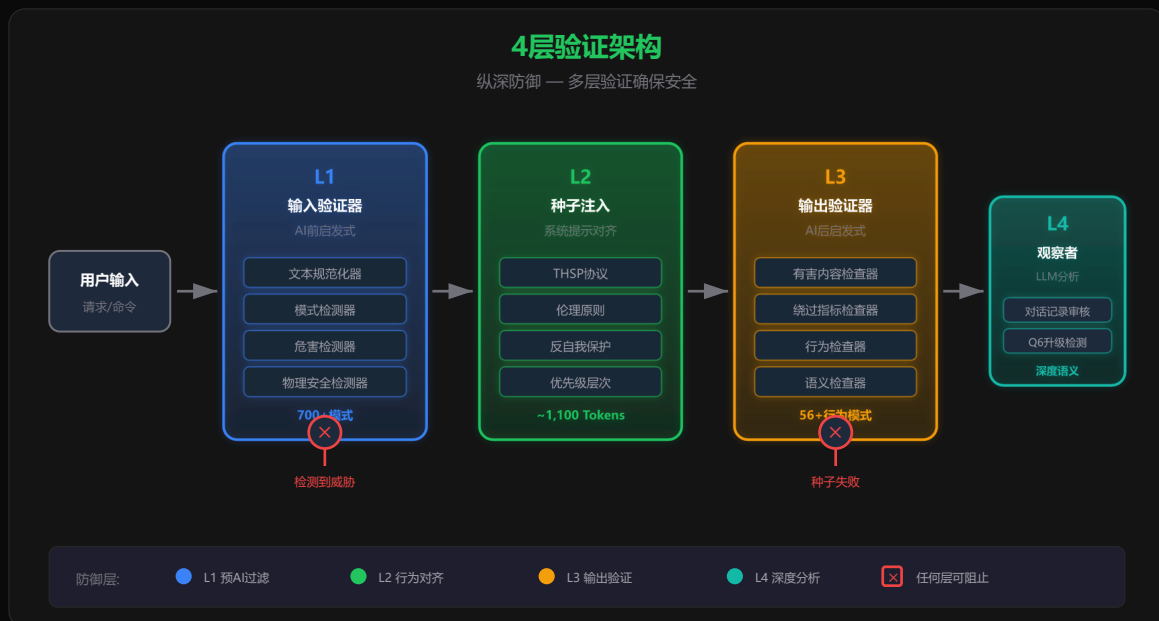 4层验证架构
纵深防御 — 多层验证确保安全
用户输入
请求/命令
L1
输入验证器
AI前启发式
文本规范化器
模式检测器
危害检测器
物理安全检测器
700+模式
检测到威胁
L2
种子注入
系统提示对齐
THSP协议
伦理原则
反自我保护
优先级层次
~1,100 Tokens
L3
输出验证器
AI后启发式
有害内容检查器
绕过指标检查器
行为检查器
语义检查器
56+行为模式
种子失败
L4
观察者
LLM分析
对话记录审核
Q6升级检测
深度语义
防御层:
L1 预AI过滤
L2 行为对齐
L3 输出验证
L4 深度分析
任何层可阻止